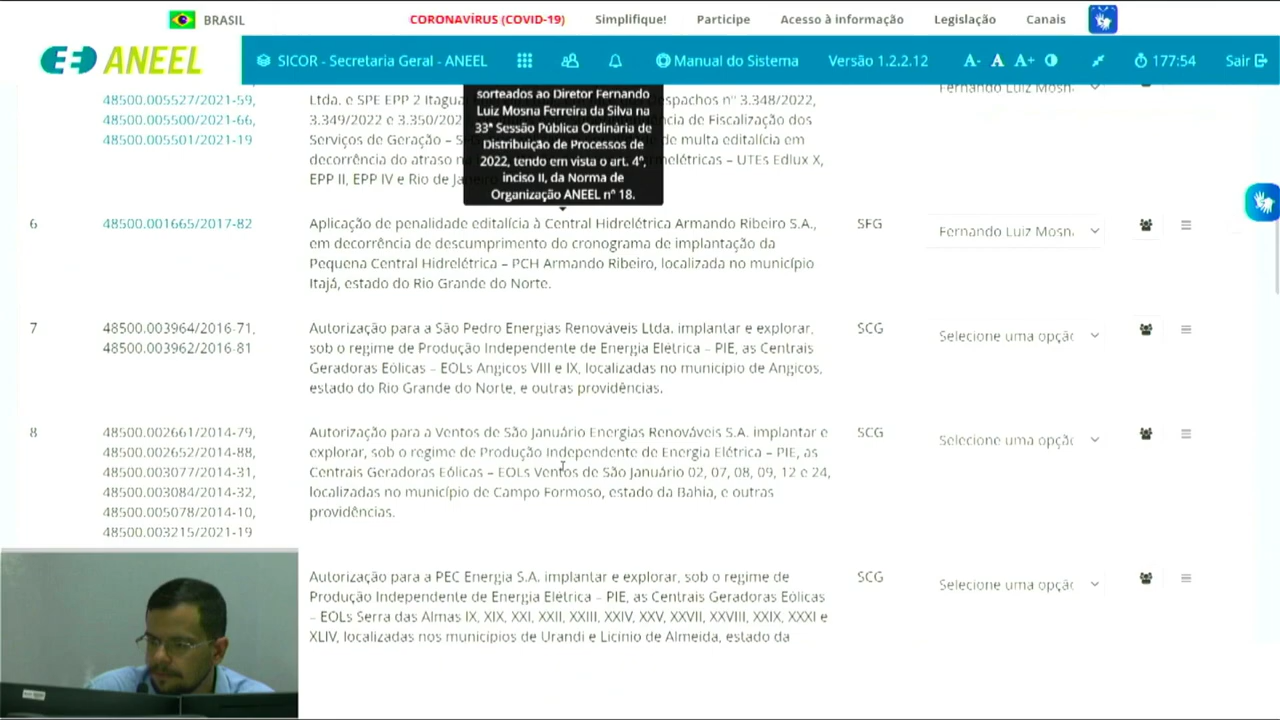 BRASIL
CORONAVÍRUS (COVID-19)
Simplifique!
Participe
Acesso à informação
Legislação
Canais
ANEEL
SICOR - Secretaria Geral - ANEEL
Manual do Sistema
Versão 1.2.2.12
A-
A
A+
177:54
Sair
sorteados ao Diretor Fernando
Luiz Mosna Ferreira da Silva na
33ª Sessão Pública Ordinária de
Distribuição de Processos de
2022, tendo em vista o art. 4º,
inciso II, da Norma de
Organização ANEEL nº 18.
48500.005527/2021-59,
48500.005500/2021-66,
48500.005501/2021-19
Ltda. e SPE EPP 2 Itagua
espachos nº 3.348/2022,
3.349/2022 e 3.350/202
ncia de Fiscalização dos
Serviços de Geração –
de multa editalícia em
decorrência do atraso na
rmelétricas – UTEs Edlux X,
EPP II, EPP IV e Rio de
Fernando Luiz Mosn
6
48500.001665/2017-82
Aplicação de penalidade editalícia à Central Hidrelétrica Armando Ribeiro S.A.,
em decorrência de descumprimento do cronograma de implantação da
Pequena Central Hidrelétrica – PCH Armando Ribeiro, localizada no município
Itajá, estado do Rio Grande do Norte.
SFG
Fernando Luiz Mosna
7
48500.003964/2016-71,
48500.003962/2016-81
Autorização para a São Pedro Energias Renováveis Ltda. implantar e explorar,
sob o regime de Produção Independente de Energia Elétrica – PIE, as Centrais
Geradoras Eólicas – EOLs Angicos VIII e IX, localizadas no município de Angicos,
estado do Rio Grande do Norte, e outras providências.
SCG
Selecione uma opçã
8
48500.002661/2014-79,
48500.002652/2014-88,
48500.003077/2014-31,
48500.003084/2014-32,
48500.005078/2014-10,
48500.003215/2021-19
Autorização para a Ventos de São Januário Energias Renováveis S.A. implantar e
explorar, sob o regime de Produção Independente de Energia Elétrica – PIE, as
Centrais Geradoras Eólicas – EOLs Ventos de São Januário 02, 07, 08, 09, 12 e 24,
localizadas no município de Campo Formoso, estado da Bahia, e outras
providências.
SCG
Selecione uma opçã
Autorização para a PEC Energia S.A. implantar e explorar, sob o regime de
Produção Independente de Energia Elétrica – PIE, as Centrais Geradoras Eólicas
– EOLs Serra das Almas IX, XIX, XXI, XXII, XXIII, XXIV, XXV, XXVII, XXVIII, XXIX, XXXI e
XLIV, localizadas nos municípios de Urandi e Licínio de Almeida, estado da
SCG
Selecione uma opçã